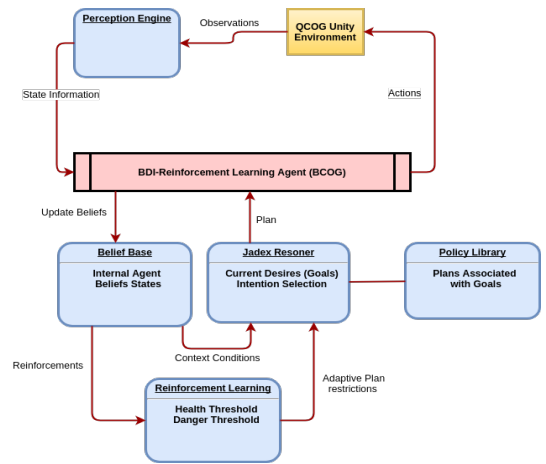 Perception Engine
Observations
QCOG Unity
Environment
State Information
Actions
BDI-Reinforcement Learning Agent (BCOG)
Update Beliefs
Plan
Belief Base
Internal Agent
Beliefs States
Jadex Resoner
Current Desires (Goals)
Intention Selection
Policy Library
Plans Associated
with Goals
Context Conditions
Reinforcements
Adaptive Plan
restrictions
Reinforcement Learning
Health Threshold
Danger Threshold